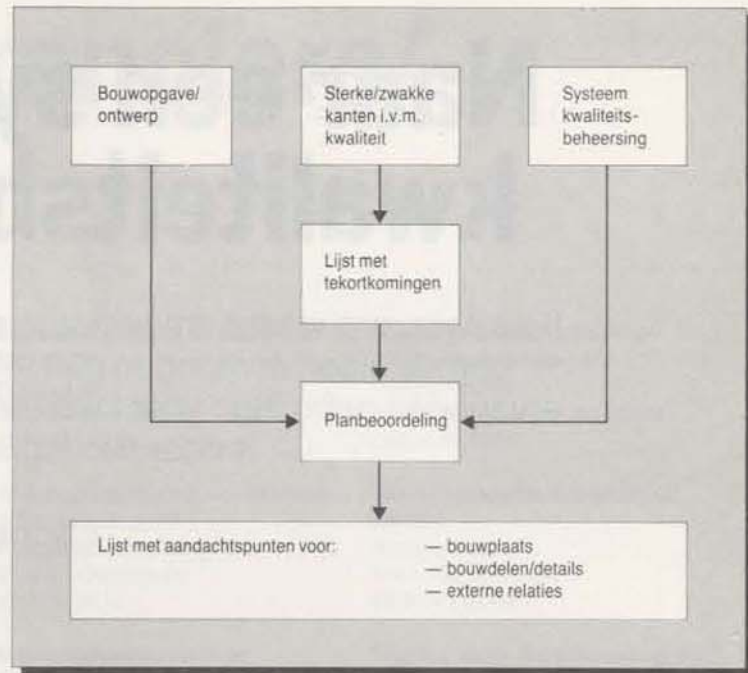 Bouwopgave/
ontwerp
Sterke/zwakke
kanten i.v.m.
kwaliteit
Systeem
kwaliteits-
beheersing
Lijst met
tekortkomingen
Planbeoordeling
Lijst met aandachtspunten voor:
— bouwplaats
— bouwdelen/details
— externe relaties